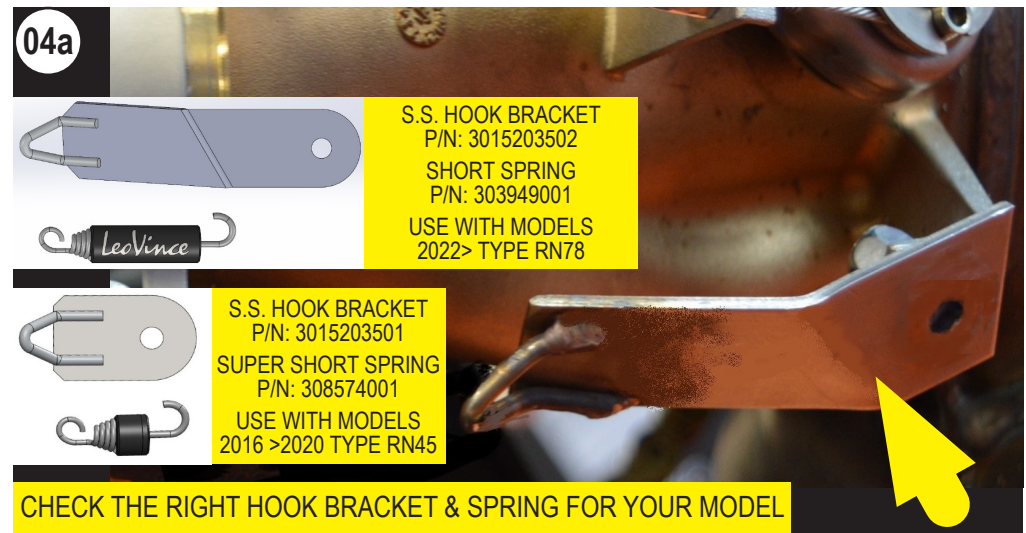 04a
S.S. HOOK BRACKET
P/N: 3015203502
SHORT SPRING
P/N: 303949001
USE WITH MODELS
2022> TYPE RN78
LeoVince
S.S. HOOK BRACKET
P/N: 3015203501
SUPER SHORT SPRING
P/N: 308574001
USE WITH MODELS
2016 >2020 TYPE RN45
CHECK THE RIGHT HOOK BRACKET & SPRING FOR YOUR MODEL